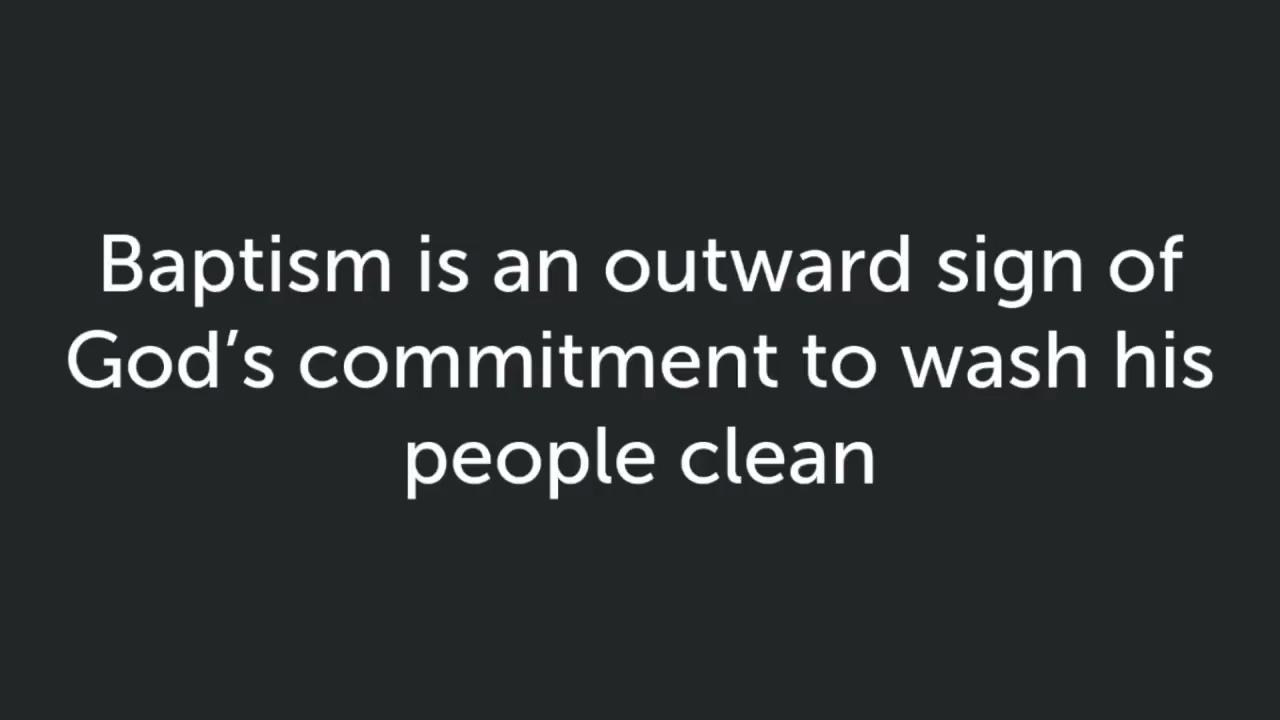 Baptism is an outward sign of
God’s commitment to wash his
people clean